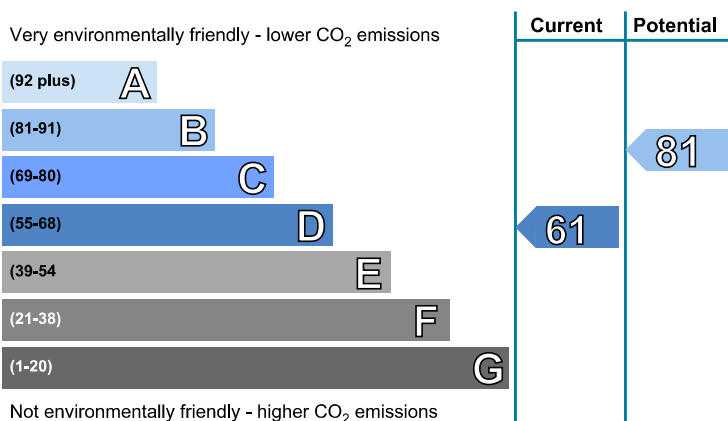 Very environmentally friendly - lower CO₂ emissions
Current
Potential
(92 plus) A
(81-91) B
81
(69-80) C
(55-68) D
61
(39-54 E
(21-38) F
(1-20) G
Not environmentally friendly - higher CO₂ emissions